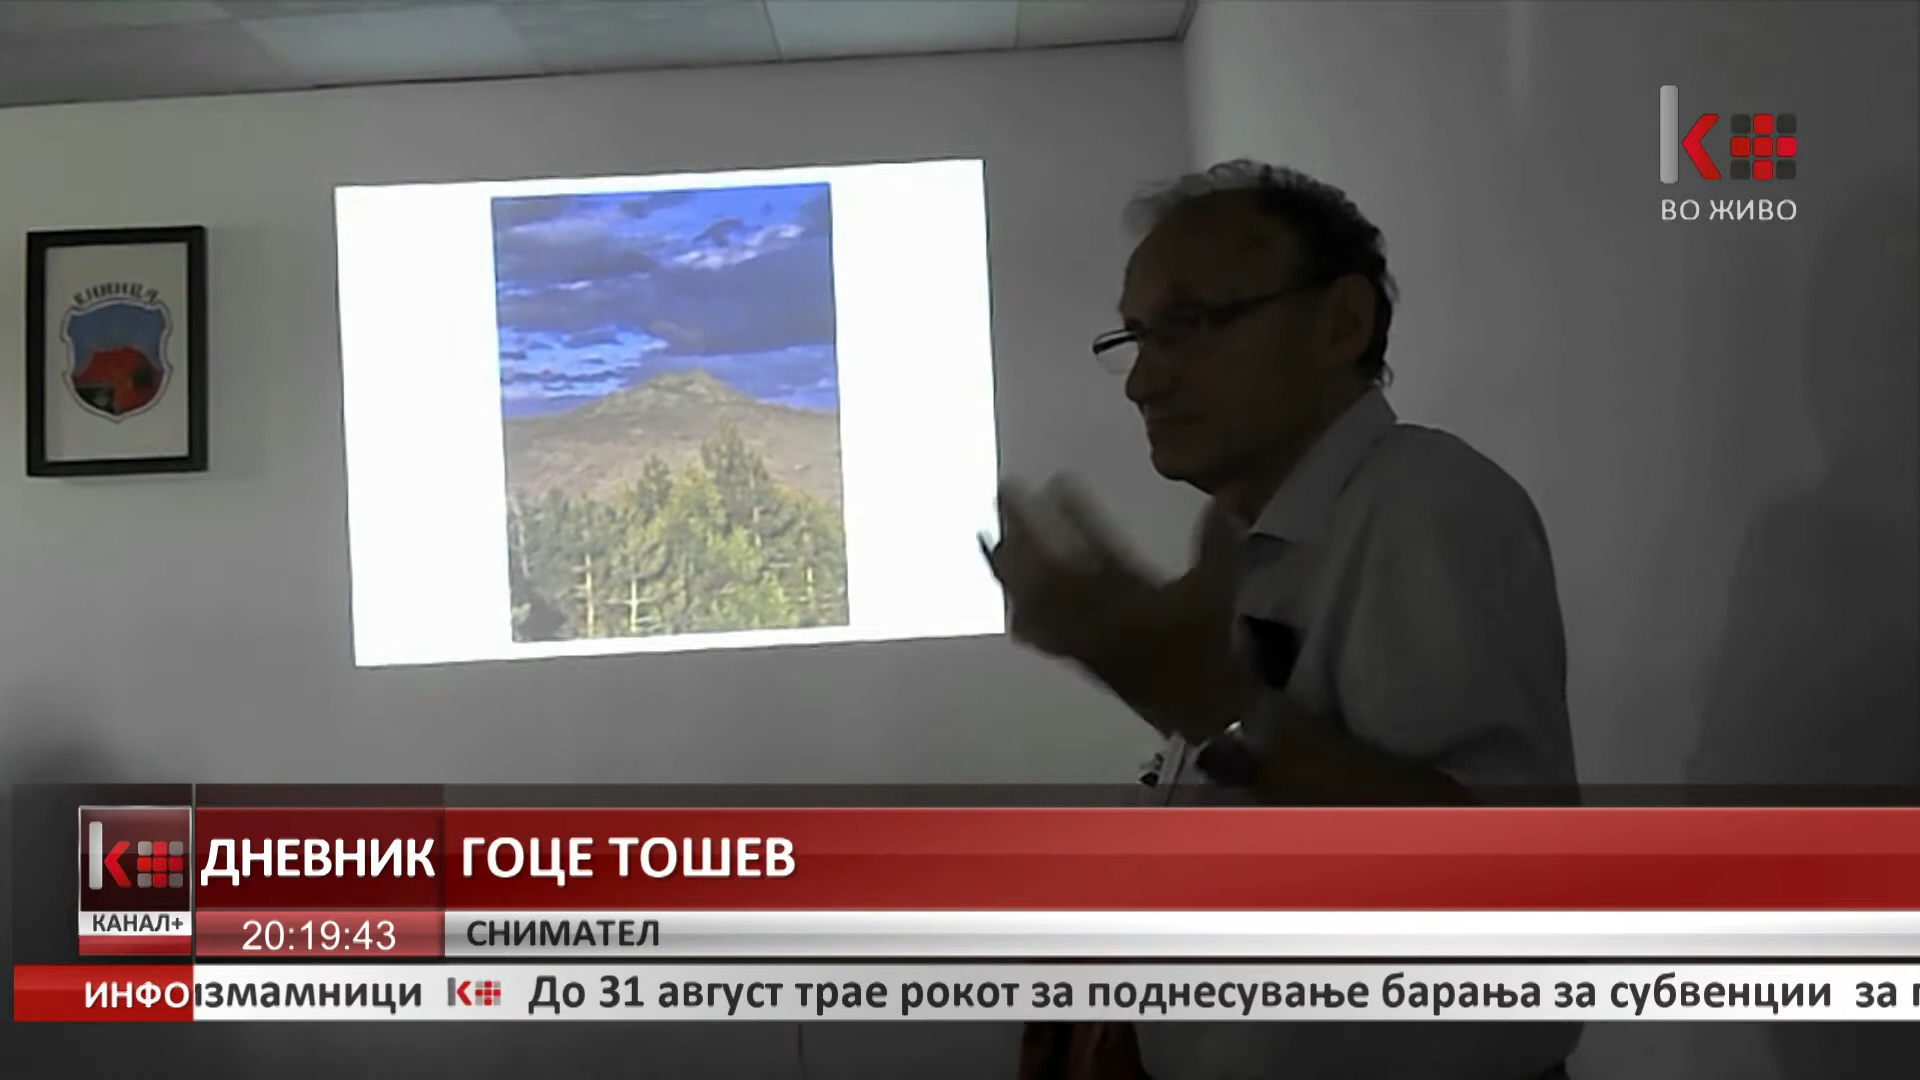 ВО ЖИВО
ДНЕВНИК ГОЦЕ ТОШЕВ
КАНАЛ+
20:19:43 СНИМАТЕЛ
ИНФО измамници До 31 август трае рокот за поднесување барања за субвенции за